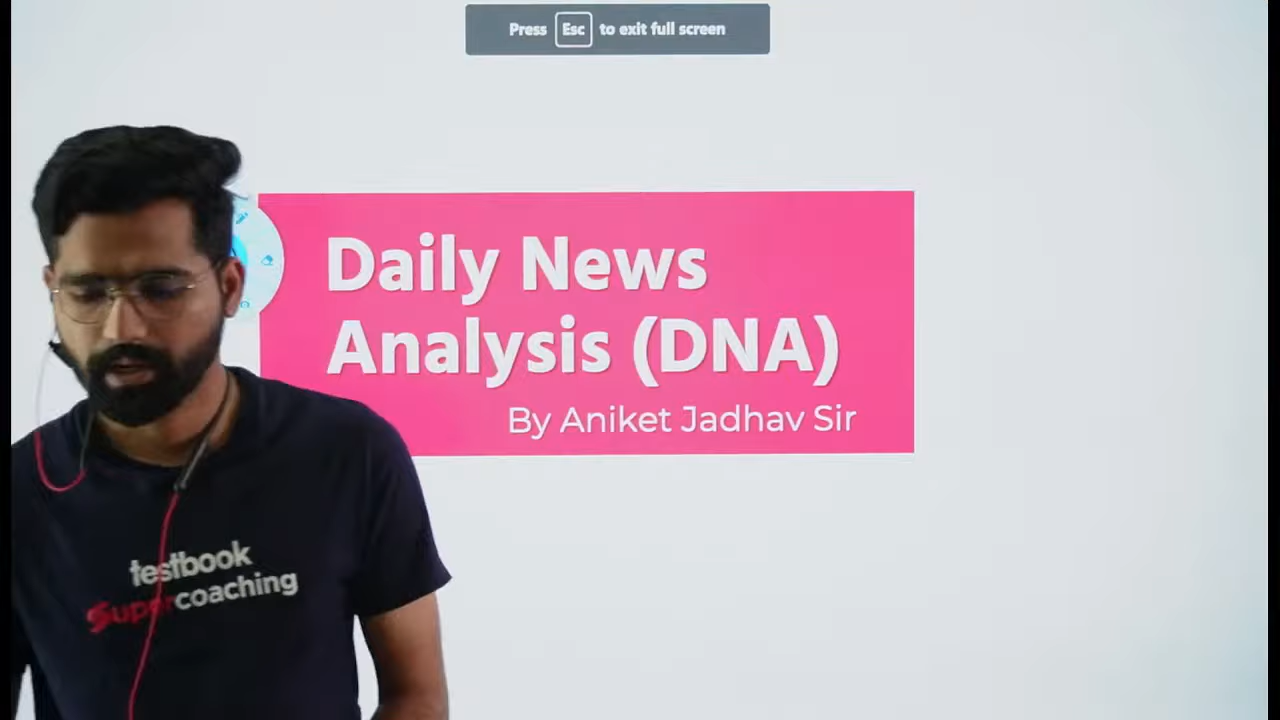 Press Esc to exit full screen
Daily News
Analysis (DNA)
By Aniket Jadhav Sir
testbook
Supercoaching